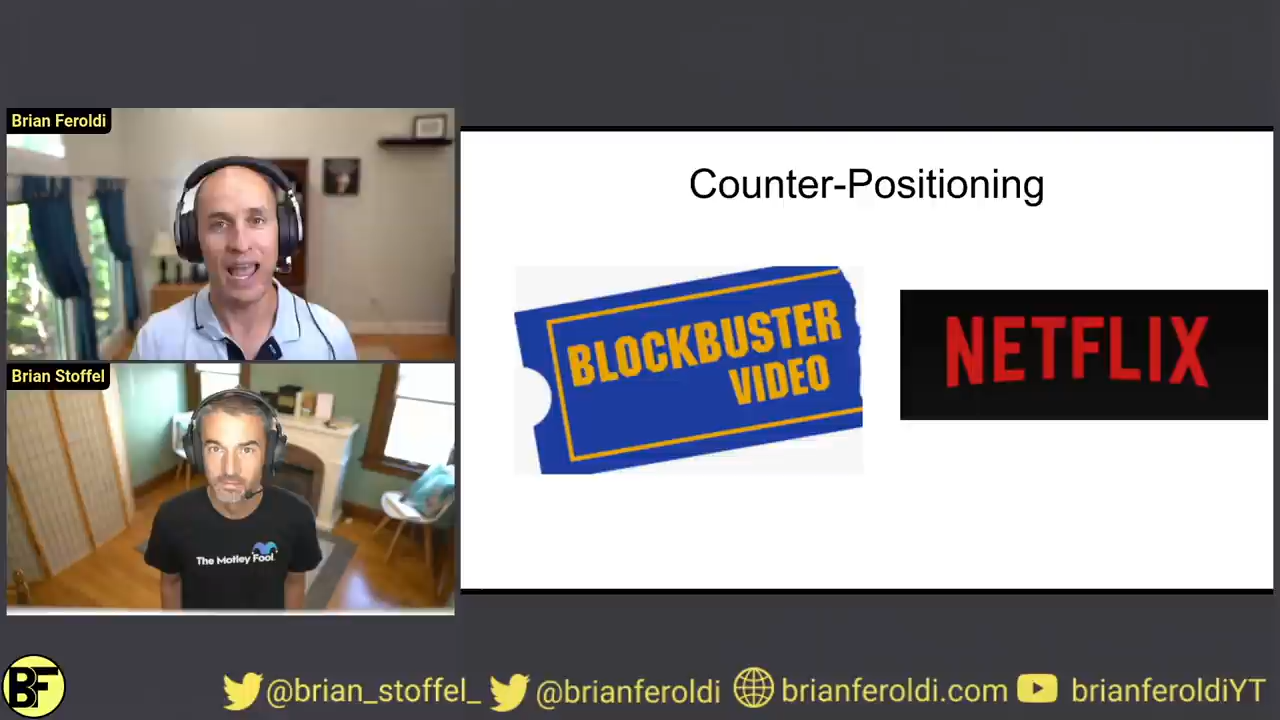 Brian Feroldi
Brian Stoffel
The Motley Fool
Counter-Positioning
BLOCKBUSTER
VIDEO
NETFLIX
BF
@brian_stoffel_
@brianferoldi
brianferoldi.com
brianferoldiYT